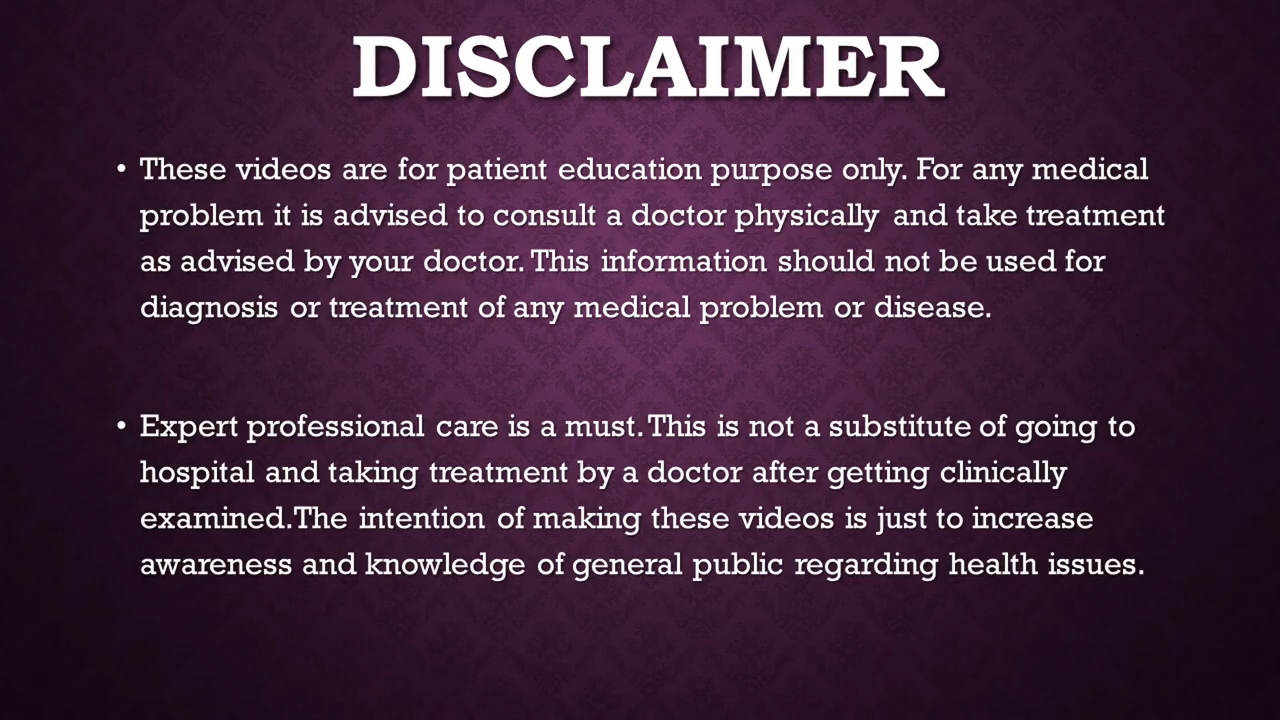 DISCLAIMER
• These videos are for patient education purpose only. For any medical
problem it is advised to consult a doctor physically and take treatment
as advised by your doctor. This information should not be used for
diagnosis or treatment of any medical problem or disease.
• Expert professional care is a must. This is not a substitute of going to
hospital and taking treatment by a doctor after getting clinically
examined.The intention of making these videos is just to increase
awareness and knowledge of general public regarding health issues.